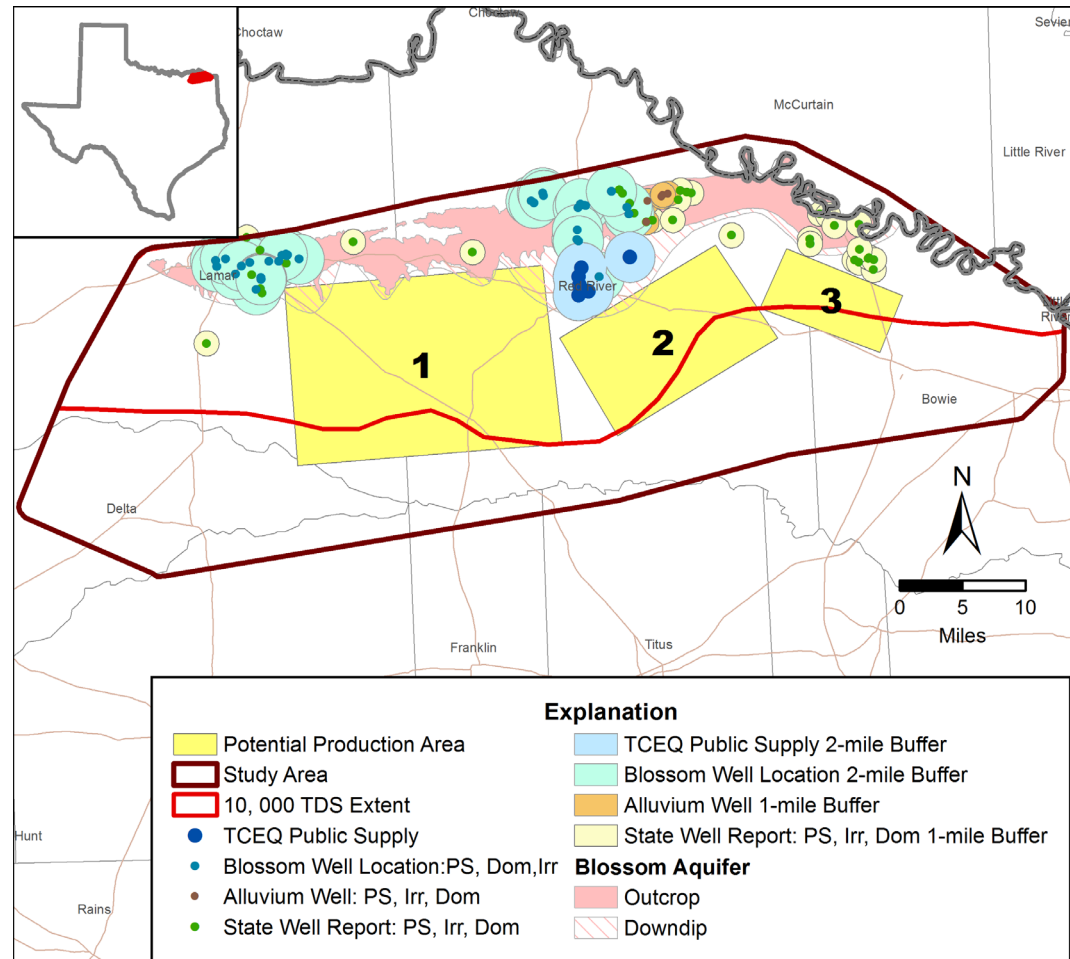 Choctaw
Choctaw
Sevier
McCurtain
Little River
Lamar
Red River
Little
River
1
2
3
Bowie
Delta
N
0 5 10
Miles
Franklin
Titus
Hunt
Rains
Explanation
Potential Production Area
Study Area
10, 000 TDS Extent
TCEQ Public Supply
Blossom Well Location:PS, Dom,Irr
Alluvium Well: PS, Irr, Dom
State Well Report: PS, Irr, Dom
TCEQ Public Supply 2-mile Buffer
Blossom Well Location 2-mile Buffer
Alluvium Well 1-mile Buffer
State Well Report: PS, Irr, Dom 1-mile Buffer
Blossom Aquifer
Outcrop
Downdip